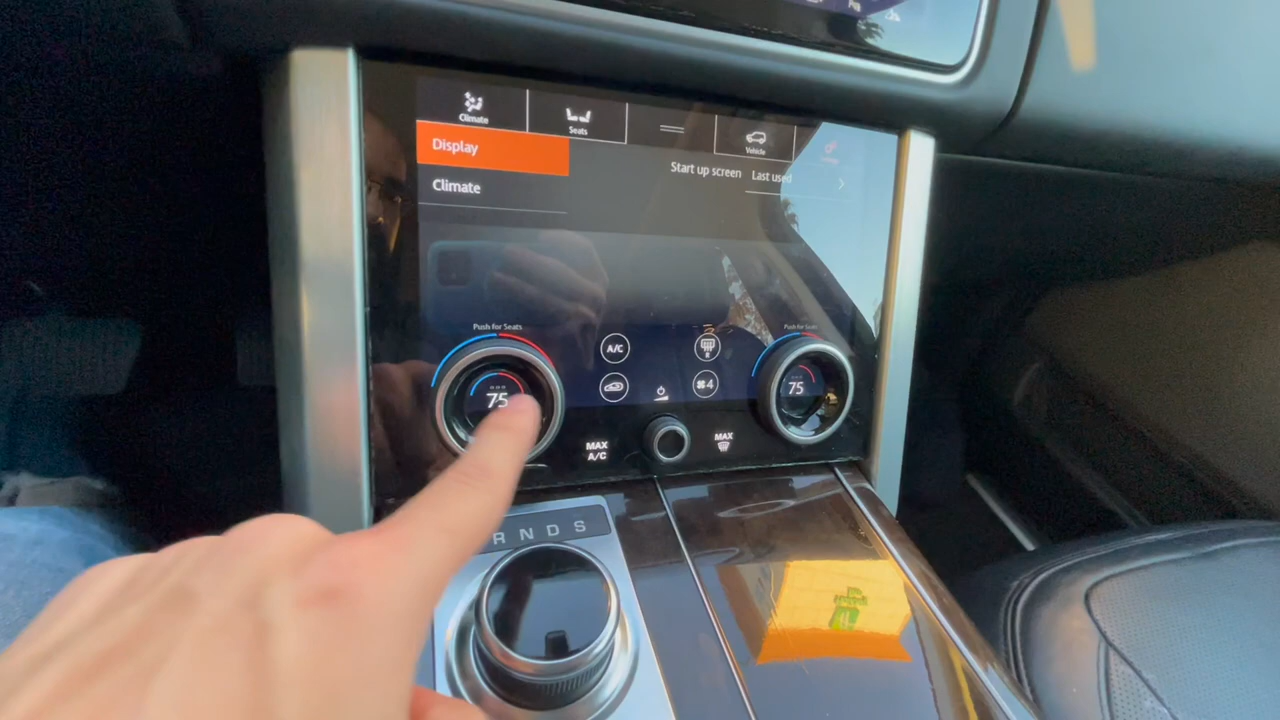 Climate
Seats
Vehicle
Display
Start up screen Last used
Climate
Push for Seats
Push for Seats
A/C
R
75
4
75
MAX
A/C
MAX
R N D S